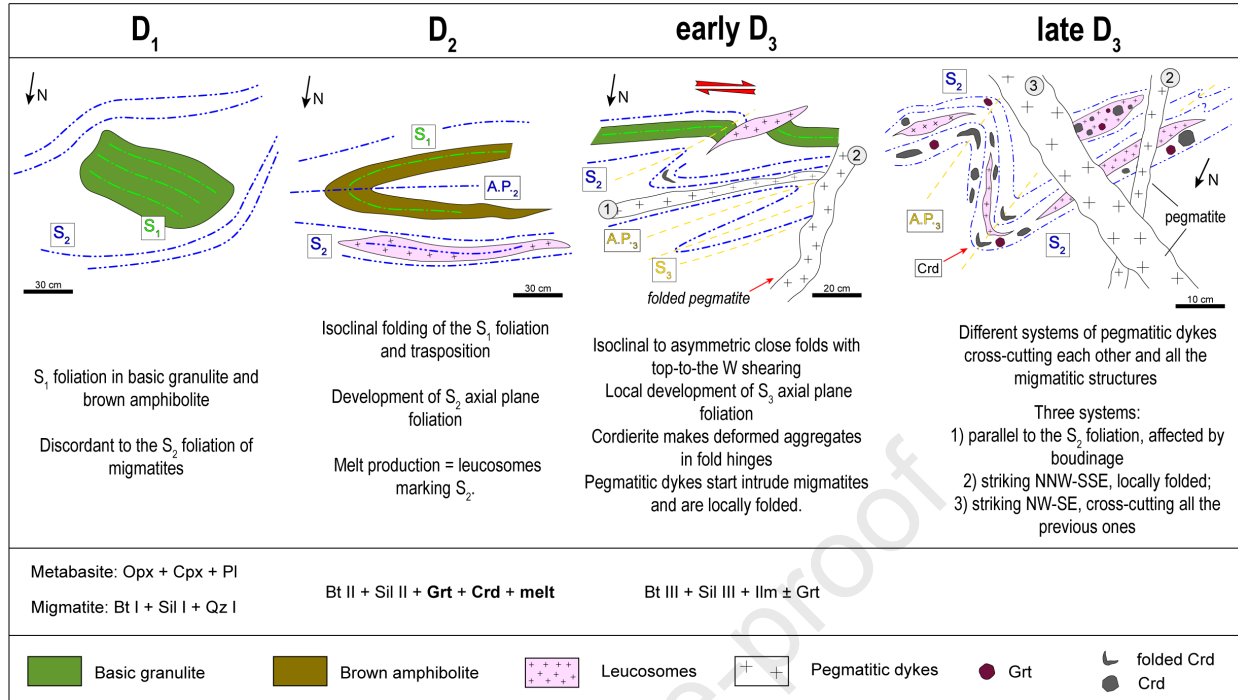 D1
D2
early D3
late D3
N
S1
S2
30 cm
N
S1
A.P.2
S2
30 cm
N
S2
1
2
A.P.3
S3
folded pegmatite
20 cm
S2
3
2
N
A.P.3
S2
pegmatite
Crd
10 cm
S1 foliation in basic granulite and
brown amphibolite
Discordant to the S2 foliation of
migmatites
Isoclinal folding of the S1 foliation
and trasposition
Development of S2 axial plane
foliation
Melt production = leucosomes
marking S2.
Isoclinal to asymmetric close folds with
top-to-the W shearing
Local development of S3 axial plane
foliation
Cordierite makes deformed aggregates
in fold hinges
Pegmatitic dykes start intrude migmatites
and are locally folded.
Different systems of pegmatitic dykes
cross-cutting each other and all the
migmatitic structures
Three systems:
1) parallel to the S2 foliation, affected by
boudinage
2) striking NNW-SSE, locally folded;
3) striking NW-SE, cross-cutting all the
previous ones
Metabasite: Opx + Cpx + Pl
Migmatite: Bt I + Sil I + Qz I
Bt II + Sil II + Grt + Crd + melt
Bt III + Sil III + Ilm ± Grt
Basic granulite
Brown amphibolite
Leucosomes
Pegmatitic dykes
Grt
folded Crd
Crd
e-proof